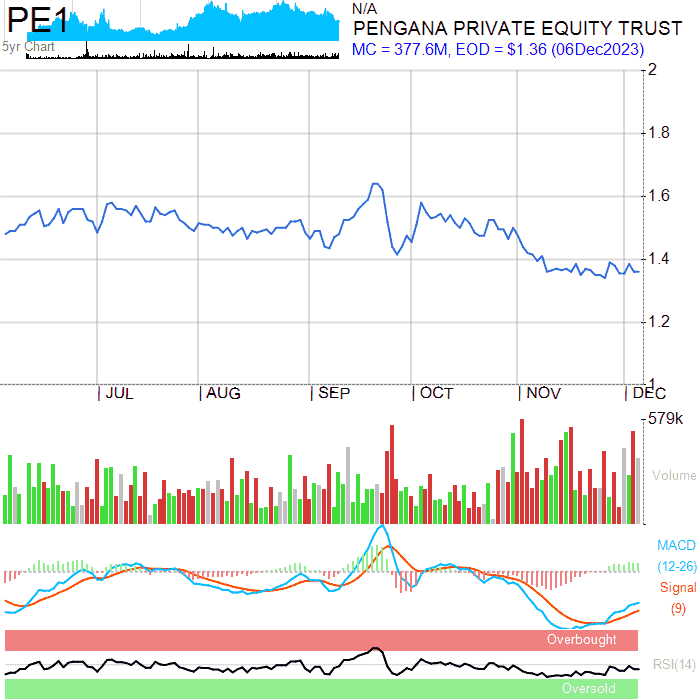 PE1
5yr Chart
N/A
PENGANA PRIVATE EQUITY TRUST
MC = 377.6M, EOD = $1.36 (06Dec2023)
2
1.8
1.6
1.4
1.2
1
JUL AUG SEP OCT NOV DEC
579k
Volume
MACD
(12-26)
Signal
(9)
Overbought
RSI(14)
Oversold